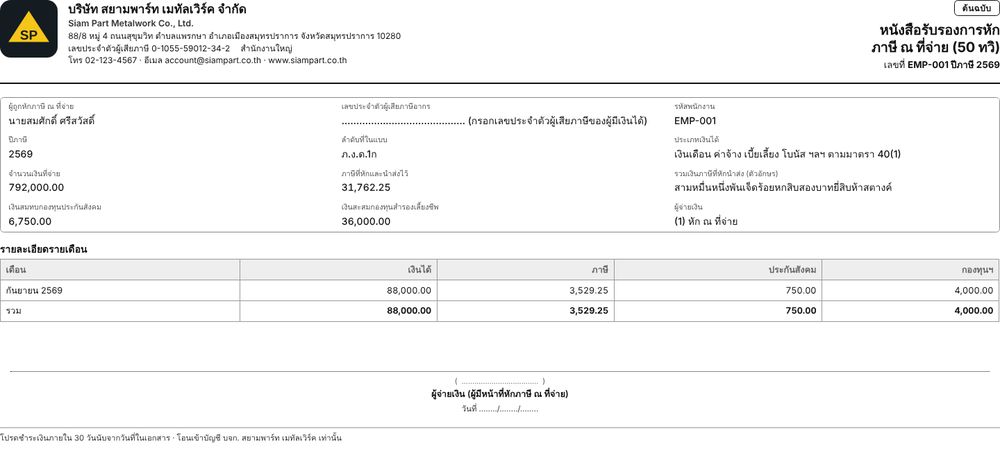 SP
บริษัท สยามพาร์ท เมทัลเวิร์ค จำกัด
Siam Part Metalwork Co., Ltd.
88/8 หมู่ 4 ถนนสุขุมวิท ตำบลแพรกษา อำเภอเมืองสมุทรปราการ จังหวัดสมุทรปราการ 10280
เลขประจำตัวผู้เสียภาษี 0-1055-59012-34-2 สำนักงานใหญ่
โทร 02-123-4567 · อีเมล account@siampart.co.th · www.siampart.co.th
ต้นฉบับ
หนังสือรับรองการหัก
ภาษี ณ ที่จ่าย (50 ทวิ)
เลขที่ EMP-001 ปีภาษี 2569
ผู้ถูกหักภาษี ณ ที่จ่าย เลขประจำตัวผู้เสียภาษีอากร รหัสพนักงาน
นายสมศักดิ์ ศรีสวัสดิ์ .......................................... (กรอกเลขประจำตัวผู้เสียภาษีของผู้มีเงินได้) EMP-001
ปีภาษี ลำดับที่ในแบบ ประเภทเงินได้
2569 ภ.ง.ด.1ก เงินเดือน ค่าจ้าง เบี้ยเลี้ยง โบนัส ฯลฯ ตามมาตรา 40(1)
จำนวนเงินที่จ่าย ภาษีที่หักและนำส่งไว้ รวมเงินภาษีที่หักนำส่ง (ตัวอักษร)
792,000.00 31,762.25 สามหมื่นหนึ่งพันเจ็ดร้อยหกสิบสองบาทยี่สิบห้าสตางค์
เงินสมทบกองทุนประกันสังคม เงินสะสมกองทุนสำรองเลี้ยงชีพ ผู้จ่ายเงิน
6,750.00 36,000.00 (1) หัก ณ ที่จ่าย
รายละเอียดรายเดือน
เดือน เงินได้ ภาษี ประกันสังคม กองทุนฯ
กันยายน 2569 88,000.00 3,529.25 750.00 4,000.00
รวม 88,000.00 3,529.25 750.00 4,000.00
( .................................... )
ผู้จ่ายเงิน (ผู้มีหน้าที่หักภาษี ณ ที่จ่าย)
วันที่ ......../......../........
โปรดชำระเงินภายใน 30 วันนับจากวันที่ในเอกสาร · โอนเข้าบัญชี บจก. สยามพาร์ท เมทัลเวิร์ค เท่านั้น